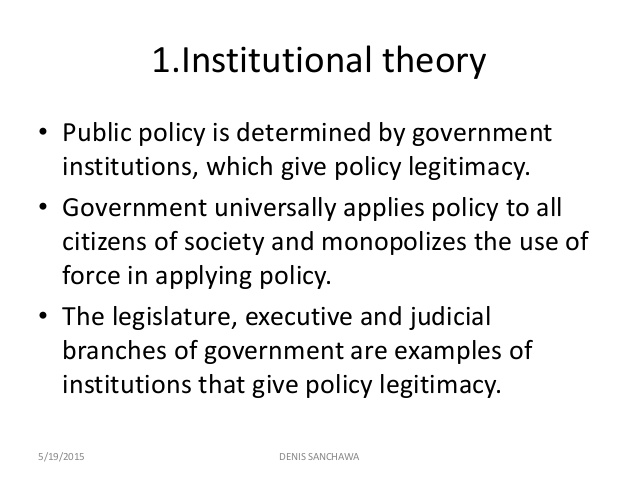 1.Institutional theory
• Public policy is determined by government
institutions, which give policy legitimacy.
• Government universally applies policy to all
citizens of society and monopolizes the use of
force in applying policy.
• The legislature, executive and judicial
branches of government are examples of
institutions that give policy legitimacy.
5/19/2015
DENIS SANCHAWA